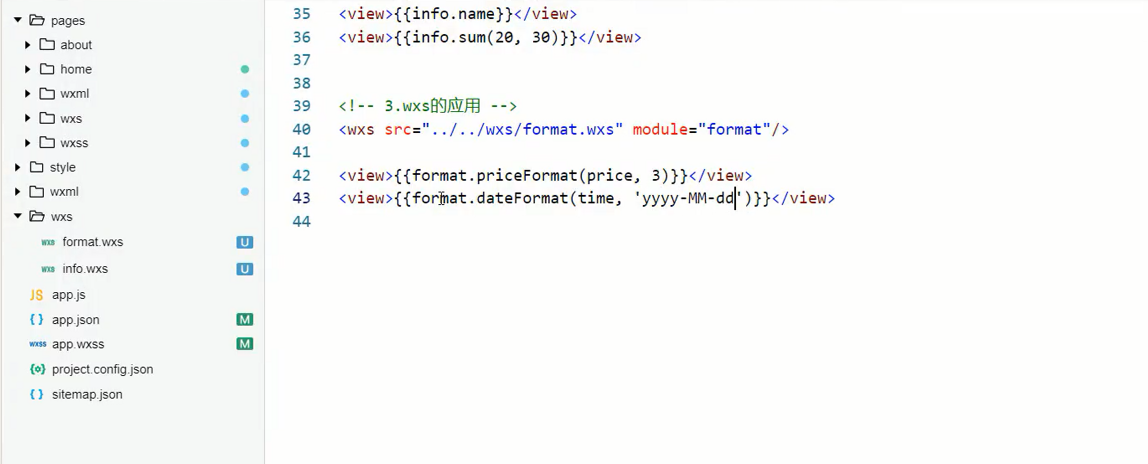 pages
about
home
wxml
wxs
wxss
style
wxml
wxs
wxs format.wxs U
wxs info.wxs U
JS app.js
{ } app.json M
wxss app.wxss M
{o} project.config.json
{ } sitemap.json
35 <view>{{info.name}}</view>
36 <view>{{info.sum(20, 30)}}</view>
37
38
39 <!-- 3.wxs的应用 -->
40 <wxs src="../../wxs/format.wxs" module="format"/>
41
42 <view>{{format.priceFormat(price, 3)}}</view>
43 <view>{{format.dateFormat(time, 'yyyy-MM-dd')}}</view>
44